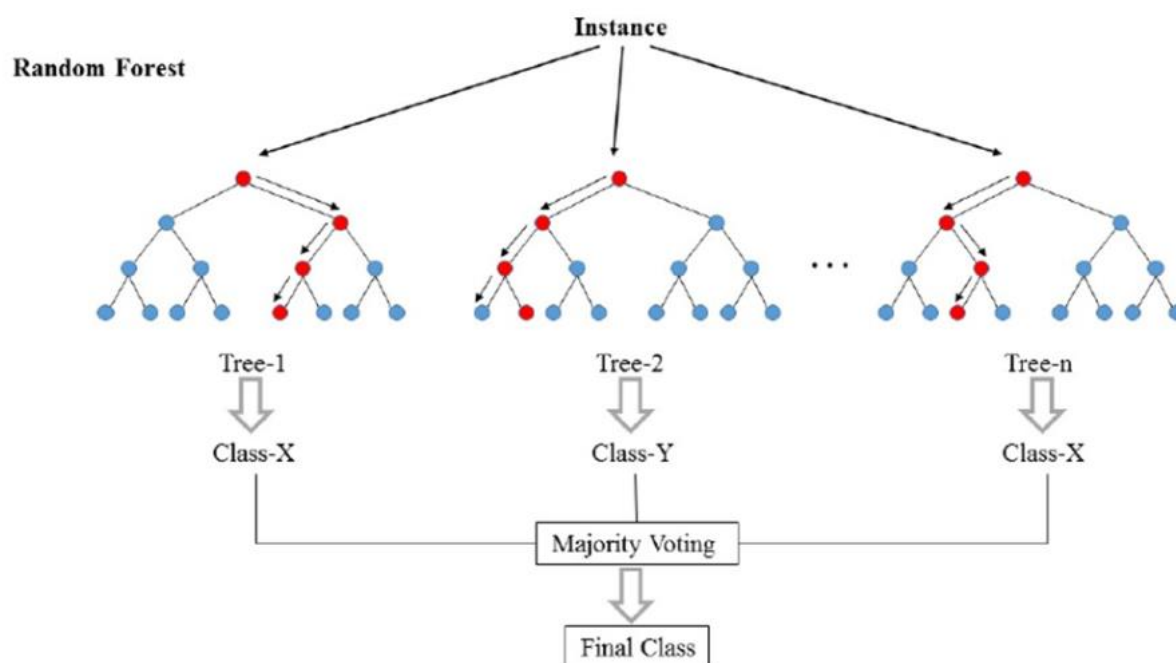 Instance
Random Forest
...
Tree-1 Tree-2 Tree-n
Class-X Class-Y Class-X
Majority Voting
Final Class